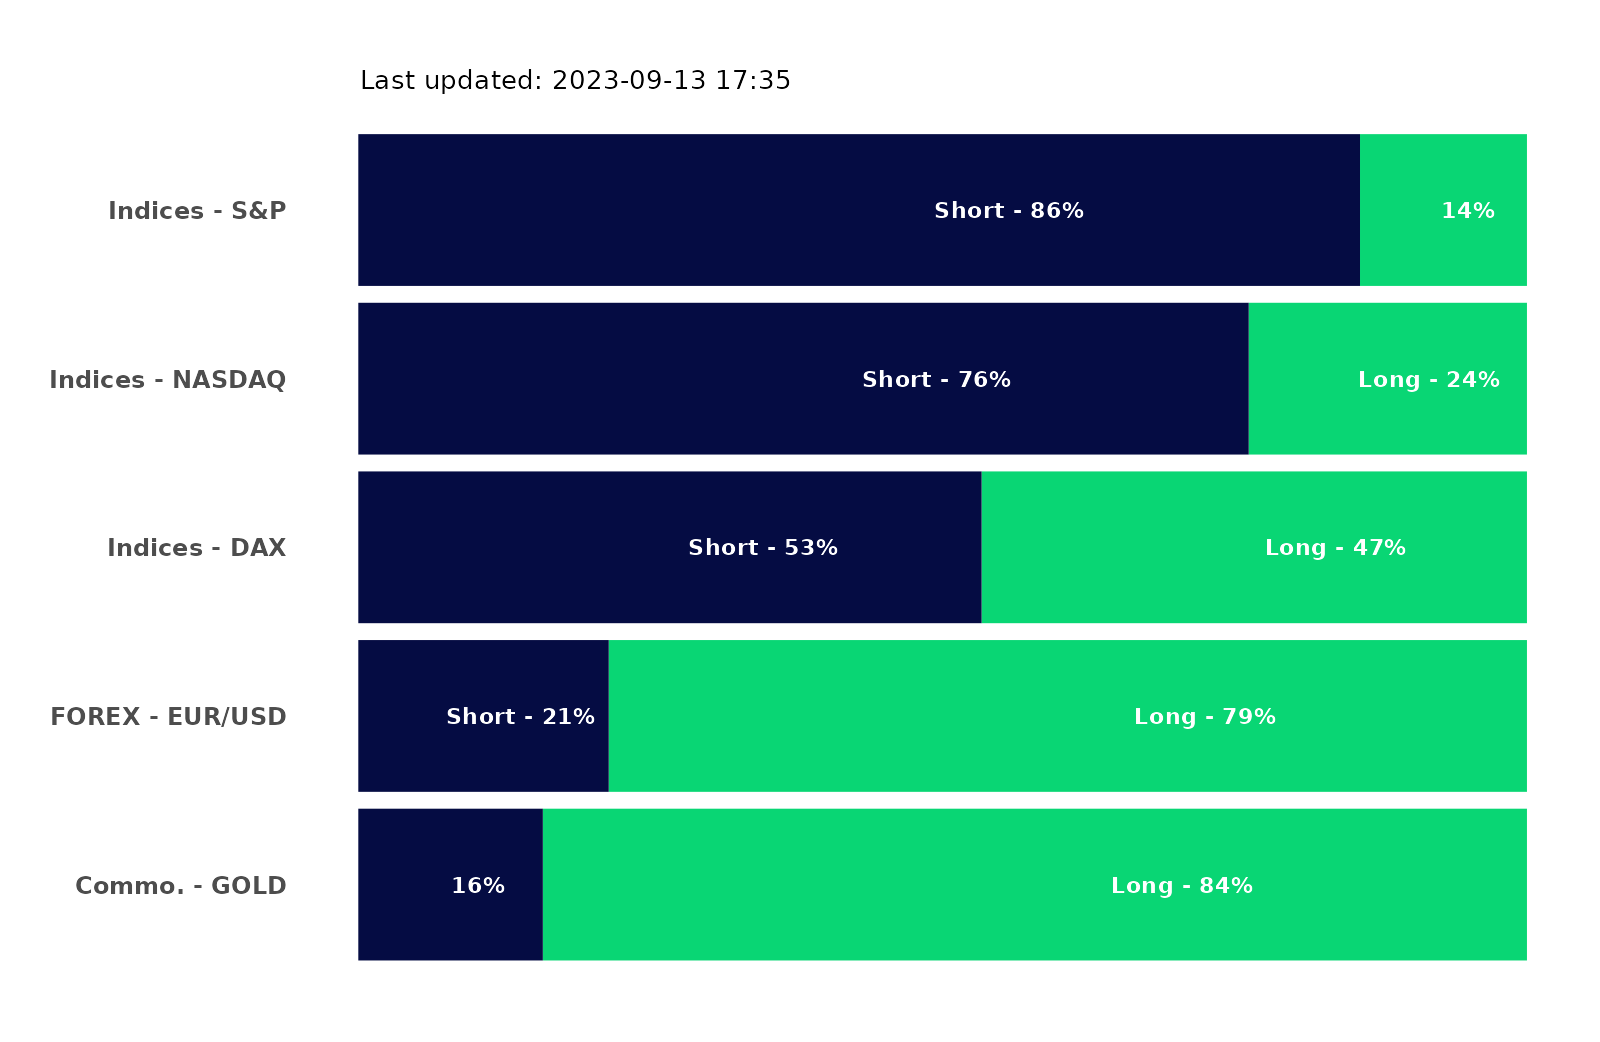 Last updated: 2023-09-13 17:35
Indices - S&P Short - 86% 14%
Indices - NASDAQ Short - 76% Long - 24%
Indices - DAX Short - 53% Long - 47%
FOREX - EUR/USD Short - 21% Long - 79%
Commo. - GOLD 16% Long - 84%